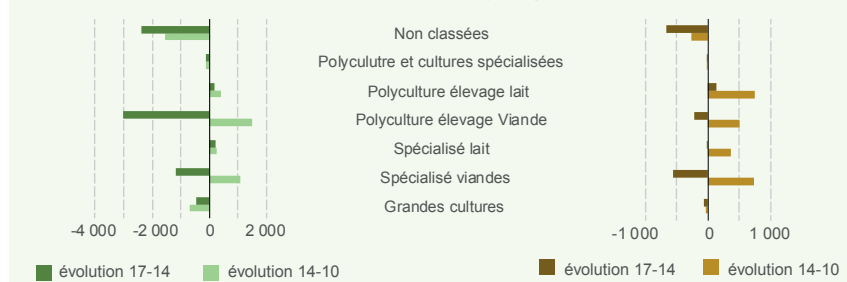 Non classées
Polyculutre et cultures spécialisées
Polyculture élevage lait
Polyculture élevage Viande
Spécialisé lait
Spécialisé viandes
Grandes cultures
-4 000 -2 000 0 2 000
-1 000 0 1 000
évolution 17-14 évolution 14-10
évolution 17-14 évolution 14-10